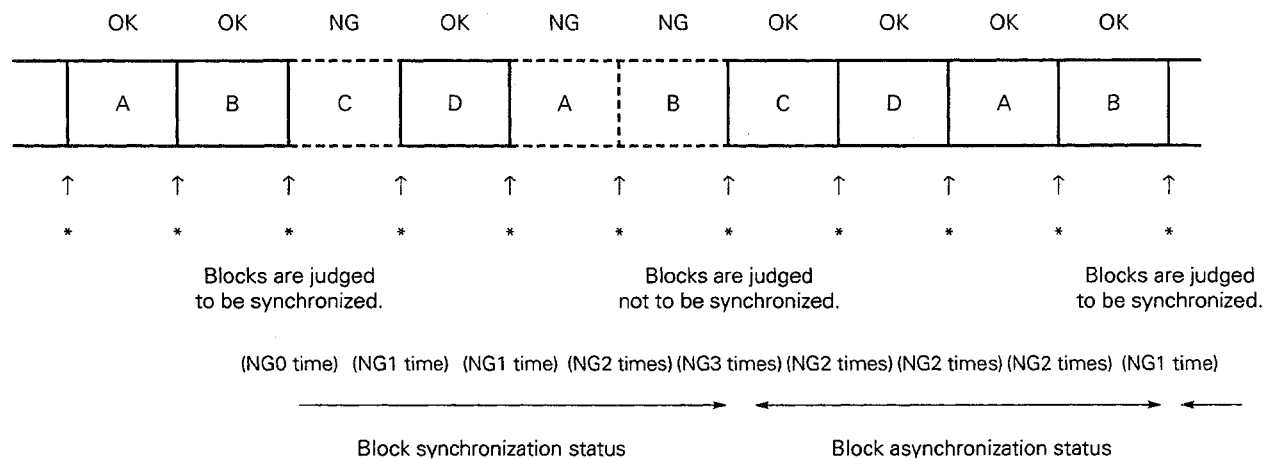 OK OK NG OK NG NG OK OK OK OK
A B C D A B C D A B
* * * * * * * * * * *
Blocks are judged
to be synchronized.
Blocks are judged
not to be synchronized.
Blocks are judged
to be synchronized.
(NG0 time) (NG1 time) (NG1 time) (NG2 times) (NG3 times) (NG2 times) (NG2 times) (NG2 times) (NG1 time)
Block synchronization status
Block asynchronization status